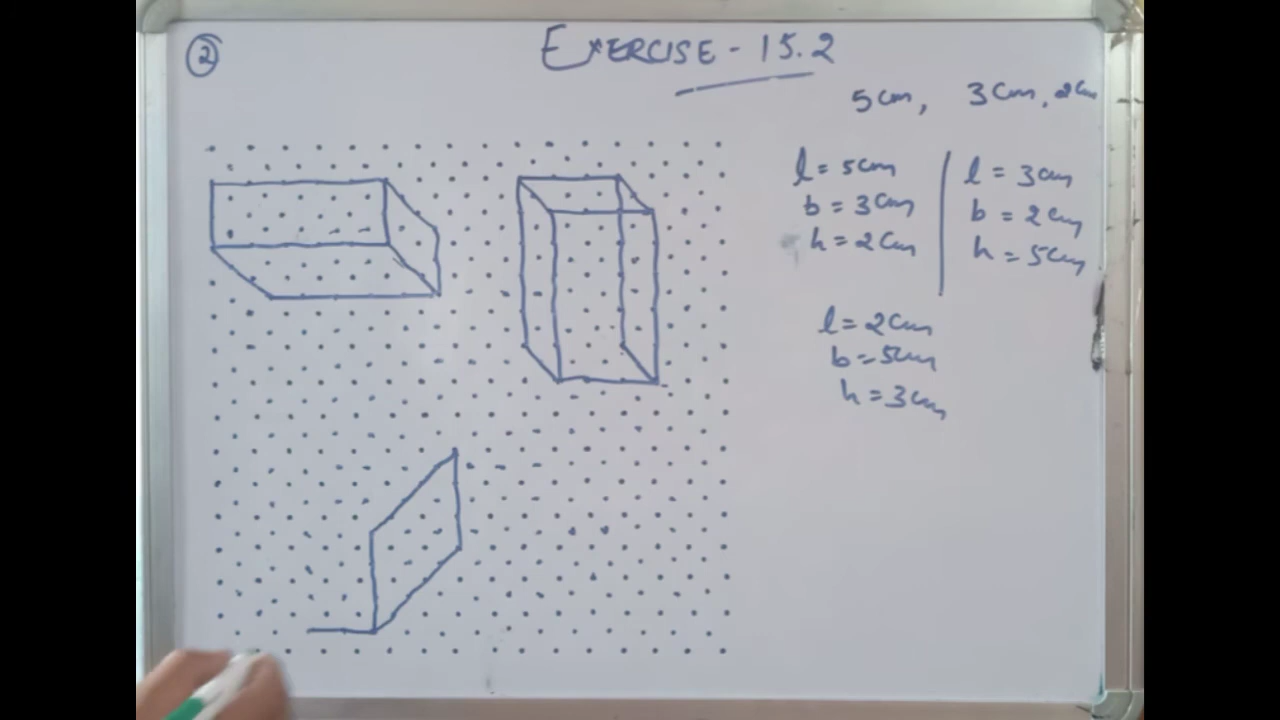 ②
EXERCISE - 15.2
5cm, 3cm, 2cm
l = 5cm
b = 3cm
h = 2cm
l = 3cm
b = 2cm
h = 5cm
l = 2cm
b = 5cm
h = 3cm